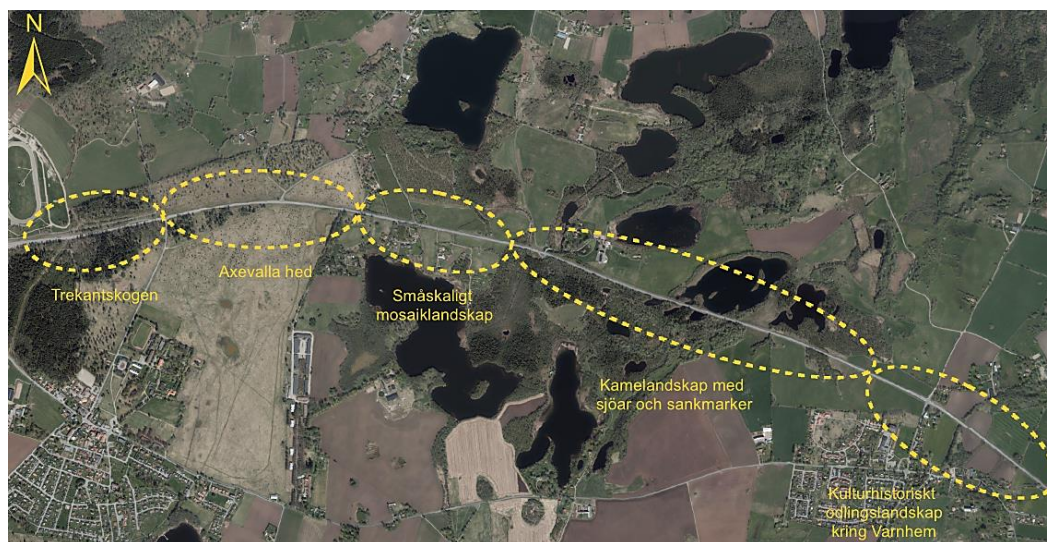 N
Trekantskogen
Axevalla hed
Småskaligt
mosaiklandskap
Kamelandskap med
sjöar och sankmarker
Kulturhistoriskt
odlingslandskap
kring Varnhem